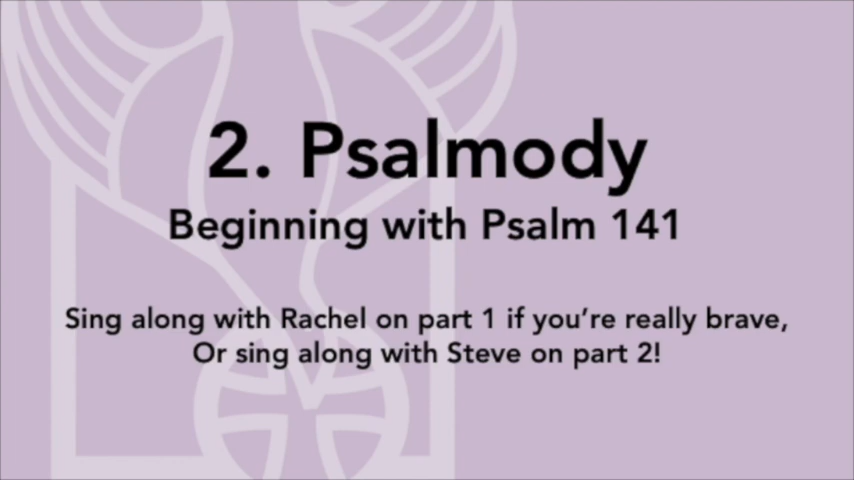 2. Psalmody
Beginning with Psalm 141
Sing along with Rachel on part 1 if you’re really brave,
Or sing along with Steve on part 2!